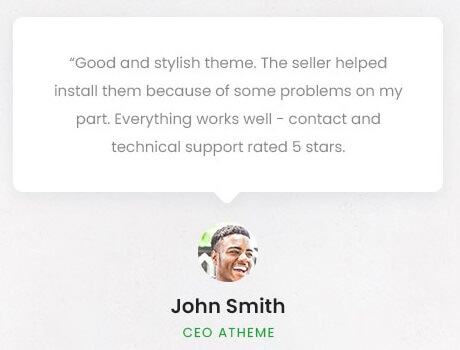 “Good and stylish theme. The seller helped
install them because of some problems on my
part. Everything works well - contact and
technical support rated 5 stars.
John Smith
CEO ATHEME